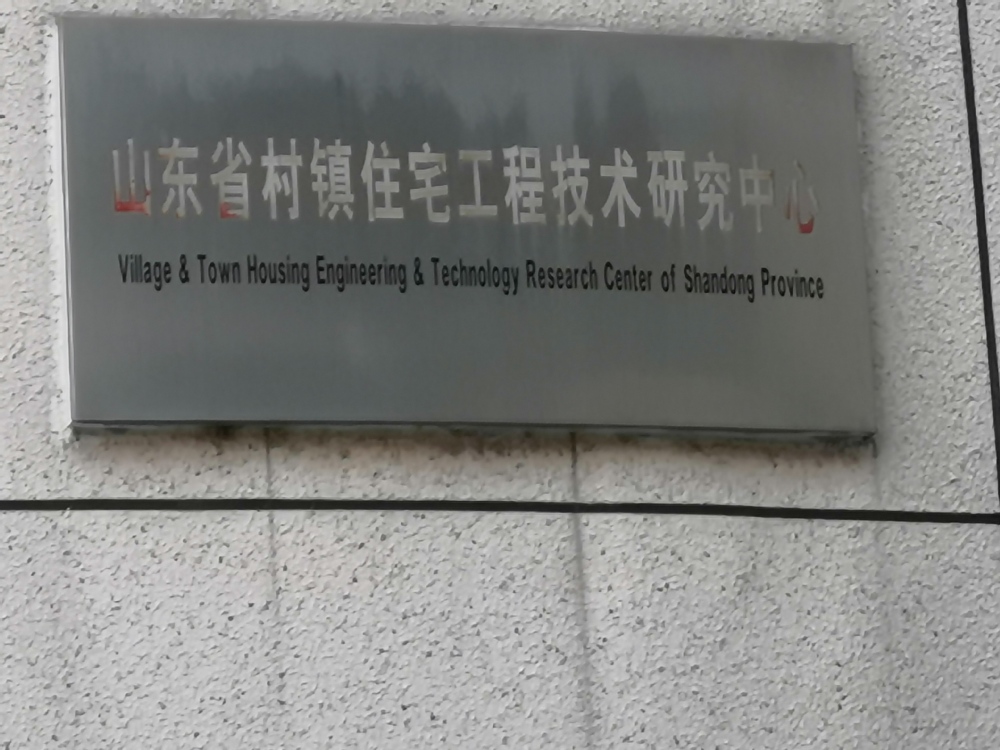 山东省村镇住宅工程技术研究中心
Village & Town Housing Engineering & Technology Research Center of Shandong Province